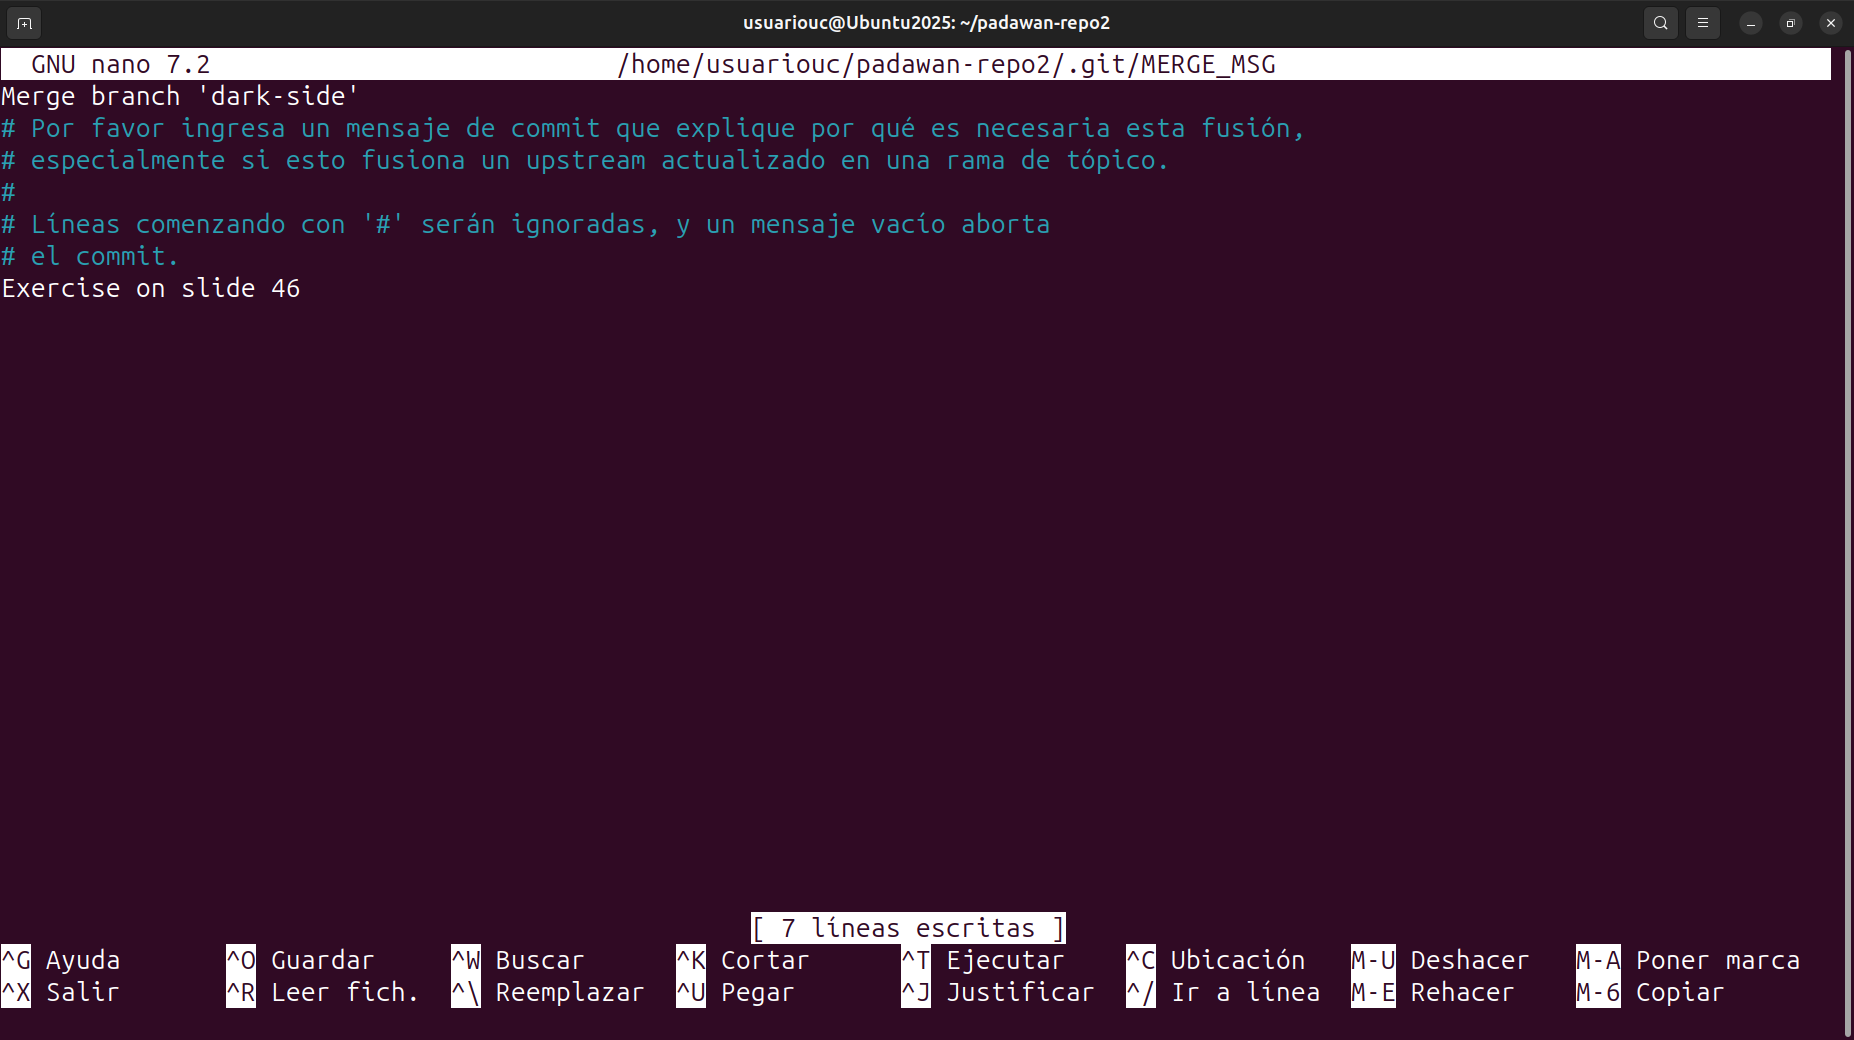 usuariouc@Ubuntu2025: ~/padawan-repo2
GNU nano 7.2 /home/usuariouc/padawan-repo2/.git/MERGE_MSG
Merge branch 'dark-side'
# Por favor ingresa un mensaje de commit que explique por qué es necesaria esta fusión,
# especialmente si esto fusiona un upstream actualizado en una rama de tópico.
#
# Líneas comenzando con '#' serán ignoradas, y un mensaje vacío aborta
# el commit.
Exercise on slide 46
[ 7 líneas escritas ]
^G Ayuda ^O Guardar ^W Buscar ^K Cortar ^T Ejecutar ^C Ubicación M-U Deshacer M-A Poner marca
^X Salir ^R Leer fich. ^\ Reemplazar ^U Pegar ^J Justificar ^/ Ir a línea M-E Rehacer M-6 Copiar